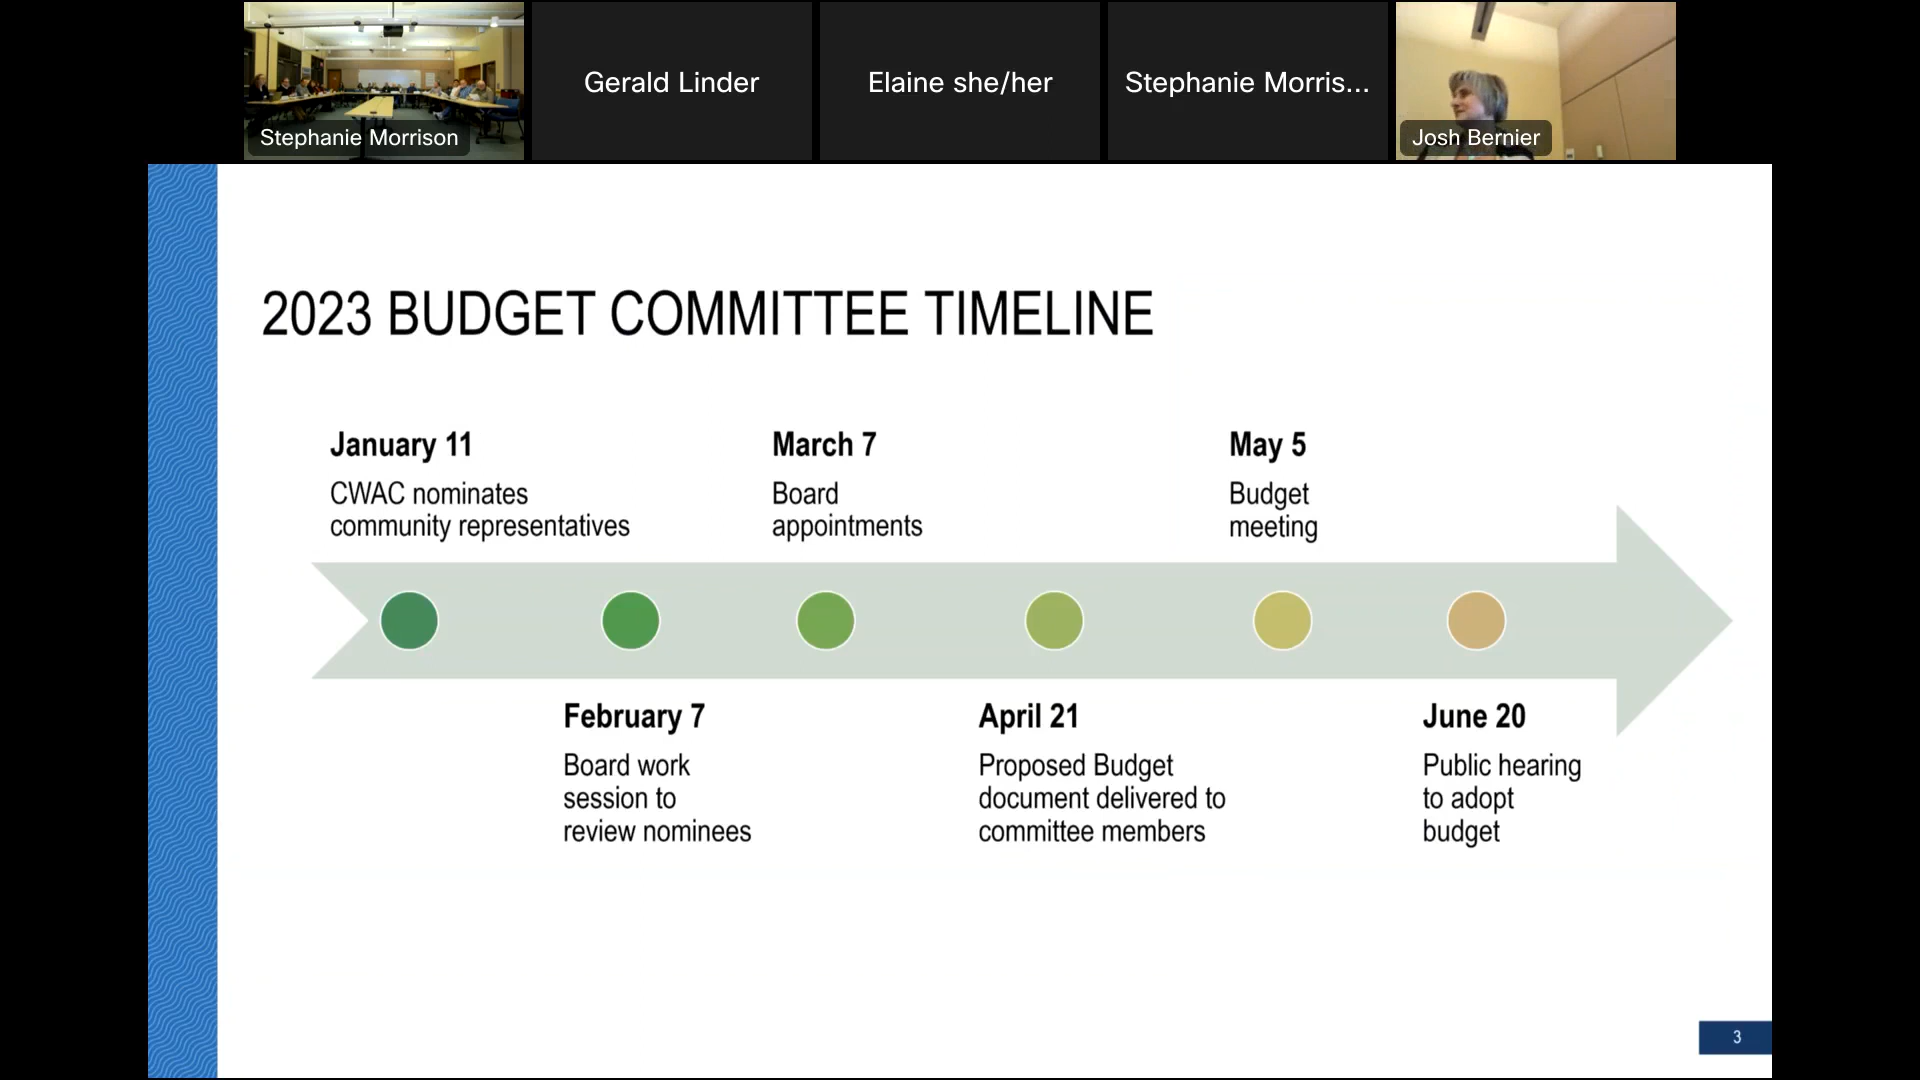 Stephanie Morrison
Gerald Linder
Elaine she/her
Stephanie Morris...
Josh Bernier
2023 BUDGET COMMITTEE TIMELINE
January 11
CWAC nominates
community representatives
March 7
Board
appointments
May 5
Budget
meeting
February 7
Board work
session to
review nominees
April 21
Proposed Budget
document delivered to
committee members
June 20
Public hearing
to adopt
budget
3